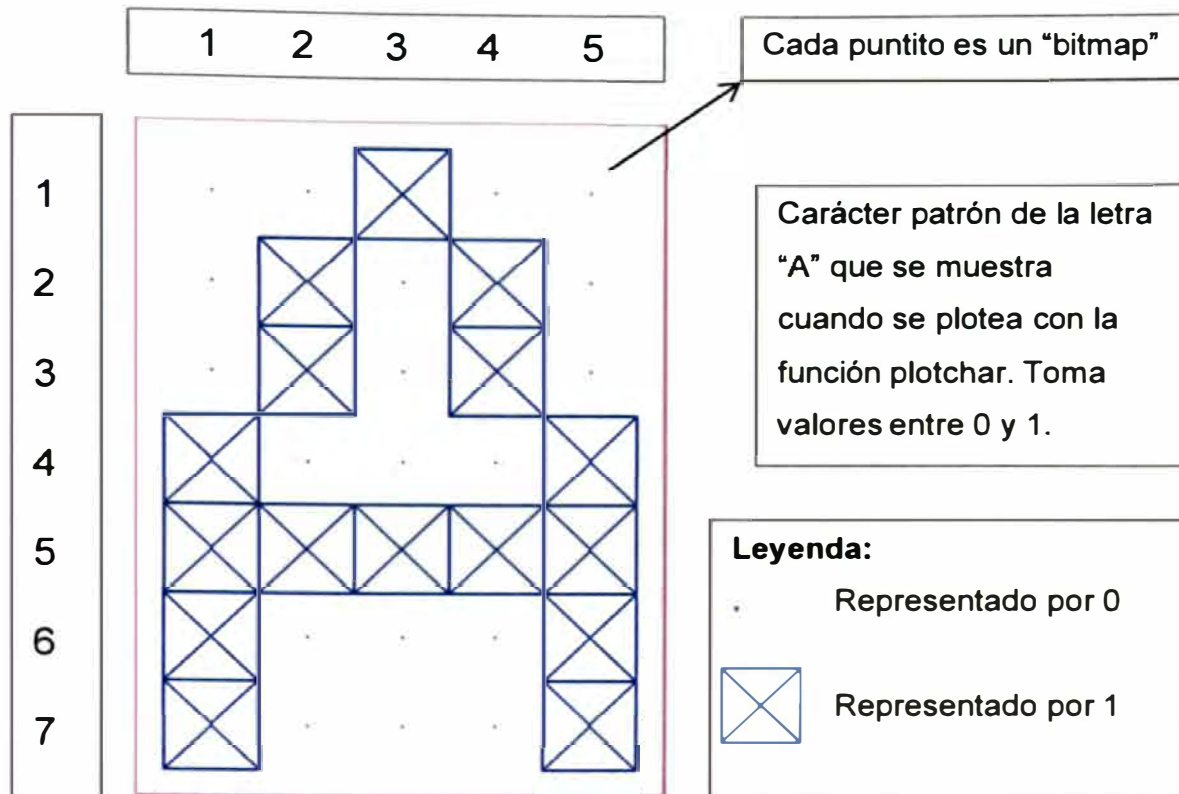 1 2 3 4 5
Cada puntito es un “bitmap”
1
2
3
4
5
6
7
Carácter patrón de la letra
“A” que se muestra
cuando se plotea con la
función plotchar. Toma
valores entre 0 y 1.
Leyenda:
Representado por 0
Representado por 1